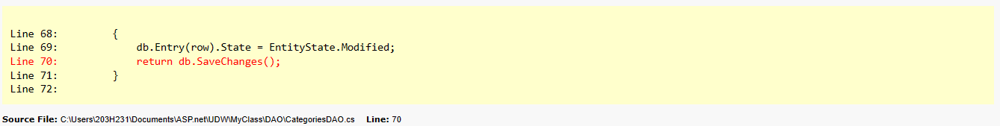 Line 68:         {
Line 69:             db.Entry(row).State = EntityState.Modified;
Line 70:             return db.SaveChanges();
Line 71:         }
Line 72:
Source File: C:\Users\203H231\Documents\ASP.net\UDW\MyClass\DAO\CategoriesDAO.cs    Line: 70